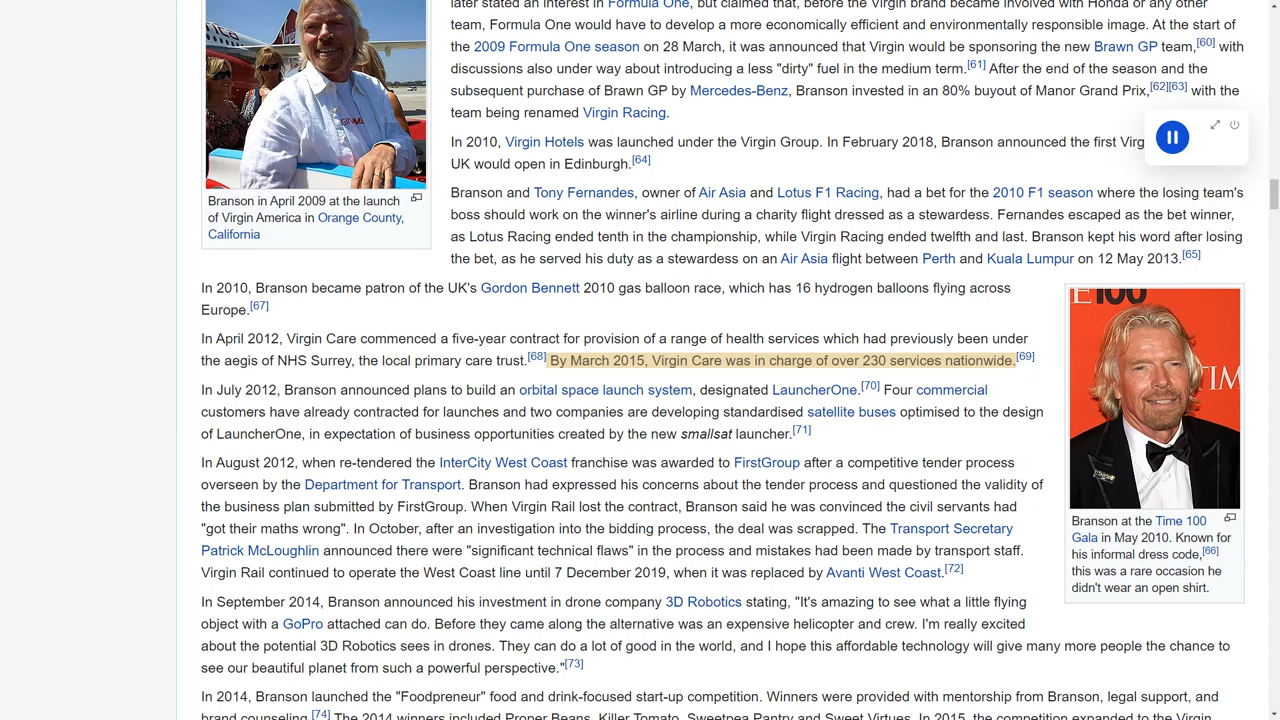 later stated an interest in Formula One, but claimed that, before the Virgin brand became involved with Honda or any other
team, Formula One would have to develop a more economically efficient and environmentally responsible image. At the start of
the 2009 Formula One season on 28 March, it was announced that Virgin would be sponsoring the new Brawn GP team,[60] with
discussions also under way about introducing a less "dirty" fuel in the medium term.[61] After the end of the season and the
subsequent purchase of Brawn GP by Mercedes-Benz, Branson invested in an 80% buyout of Manor Grand Prix,[62][63] with the
team being renamed Virgin Racing.
In 2010, Virgin Hotels was launched under the Virgin Group. In February 2018, Branson announced the first Virg
UK would open in Edinburgh.[64]
Branson in April 2009 at the launch
of Virgin America in Orange County,
California
Branson and Tony Fernandes, owner of Air Asia and Lotus F1 Racing, had a bet for the 2010 F1 season where the losing team's
boss should work on the winner's airline during a charity flight dressed as a stewardess. Fernandes escaped as the bet winner,
as Lotus Racing ended tenth in the championship, while Virgin Racing ended twelfth and last. Branson kept his word after losing
the bet, as he served his duty as a stewardess on an Air Asia flight between Perth and Kuala Lumpur on 12 May 2013.[65]
In 2010, Branson became patron of the UK's Gordon Bennett 2010 gas balloon race, which has 16 hydrogen balloons flying across
Europe.[67]
In April 2012, Virgin Care commenced a five-year contract for provision of a range of health services which had previously been under
the aegis of NHS Surrey, the local primary care trust.[68] By March 2015, Virgin Care was in charge of over 230 services nationwide.[69]
In July 2012, Branson announced plans to build an orbital space launch system, designated LauncherOne.[70] Four commercial
customers have already contracted for launches and two companies are developing standardised satellite buses optimised to the design
of LauncherOne, in expectation of business opportunities created by the new smallsat launcher.[71]
In August 2012, when re-tendered the InterCity West Coast franchise was awarded to FirstGroup after a competitive tender process
overseen by the Department for Transport. Branson had expressed his concerns about the tender process and questioned the validity of
the business plan submitted by FirstGroup. When Virgin Rail lost the contract, Branson said he was convinced the civil servants had
"got their maths wrong". In October, after an investigation into the bidding process, the deal was scrapped. The Transport Secretary
Patrick McLoughlin announced there were "significant technical flaws" in the process and mistakes had been made by transport staff.
Virgin Rail continued to operate the West Coast line until 7 December 2019, when it was replaced by Avanti West Coast.[72]
E 100
TIM
Branson at the Time 100
Gala in May 2010. Known for
his informal dress code,[66]
this was a rare occasion he
didn't wear an open shirt.
In September 2014, Branson announced his investment in drone company 3D Robotics stating, "It's amazing to see what a little flying
object with a GoPro attached can do. Before they came along the alternative was an expensive helicopter and crew. I'm really excited
about the potential 3D Robotics sees in drones. They can do a lot of good in the world, and I hope this affordable technology will give many more people the chance to
see our beautiful planet from such a powerful perspective."[73]
In 2014, Branson launched the "Foodpreneur" food and drink-focused start-up competition. Winners were provided with mentorship from Branson, legal support, and
brand counseling.[74] The 2014 winners included Proper Beans, Killer Tomato, Sweetpea Pantry and Sweet Virtues. In 2015, the competition expanded to the Virgin